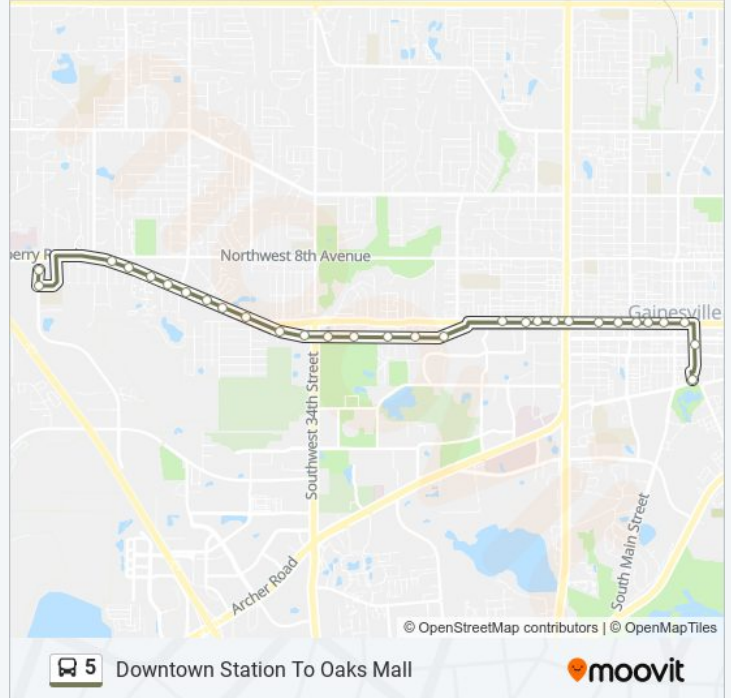 berry R
Northwest 8th Avenue
Gainesville
Southwest 34th Street
South Main Street
Archer Road
© OpenStreetMap contributors | © OpenMapTiles
5 Downtown Station To Oaks Mall
moovit